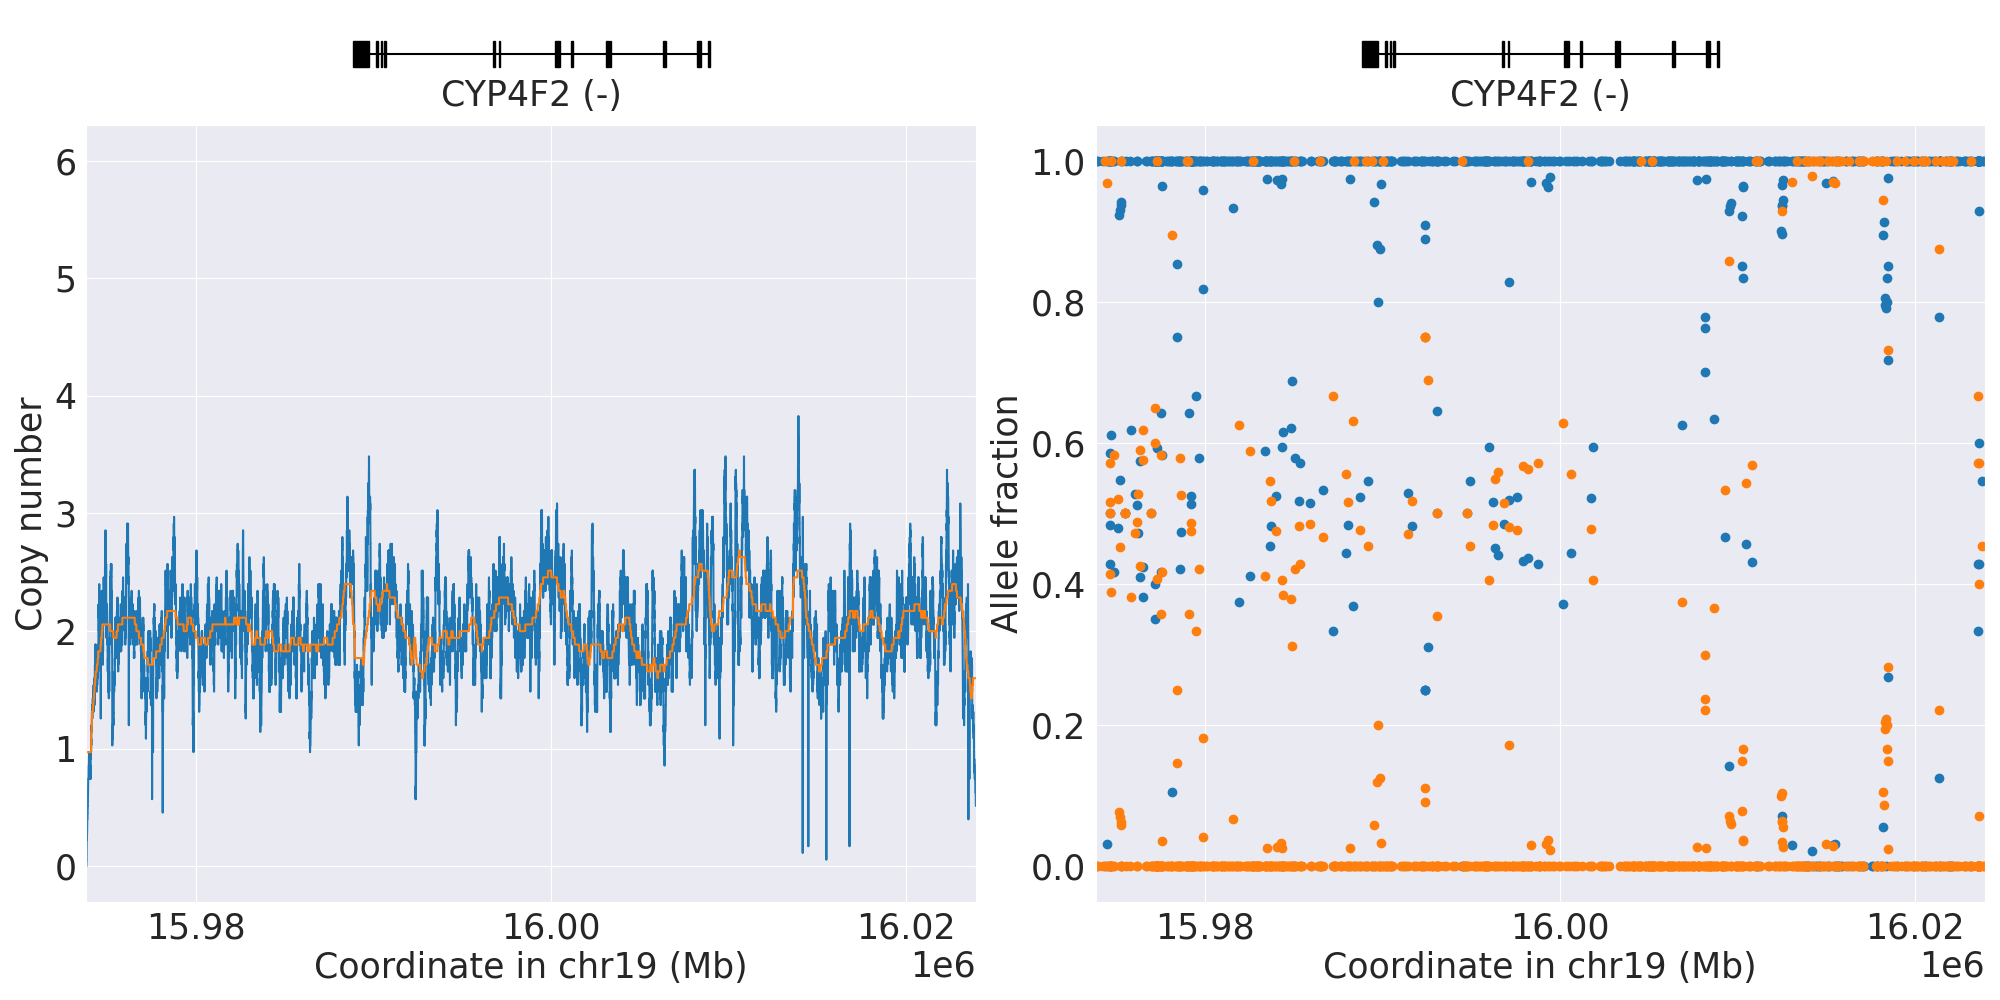 CYP4F2 (-)
Copy number
6
5
4
3
2
1
0
15.98
16.00
16.02
Coordinate in chr19 (Mb)
1e6
CYP4F2 (-)
Allele fraction
1.0
0.8
0.6
0.4
0.2
0.0
15.98
16.00
16.02
Coordinate in chr19 (Mb)
1e6